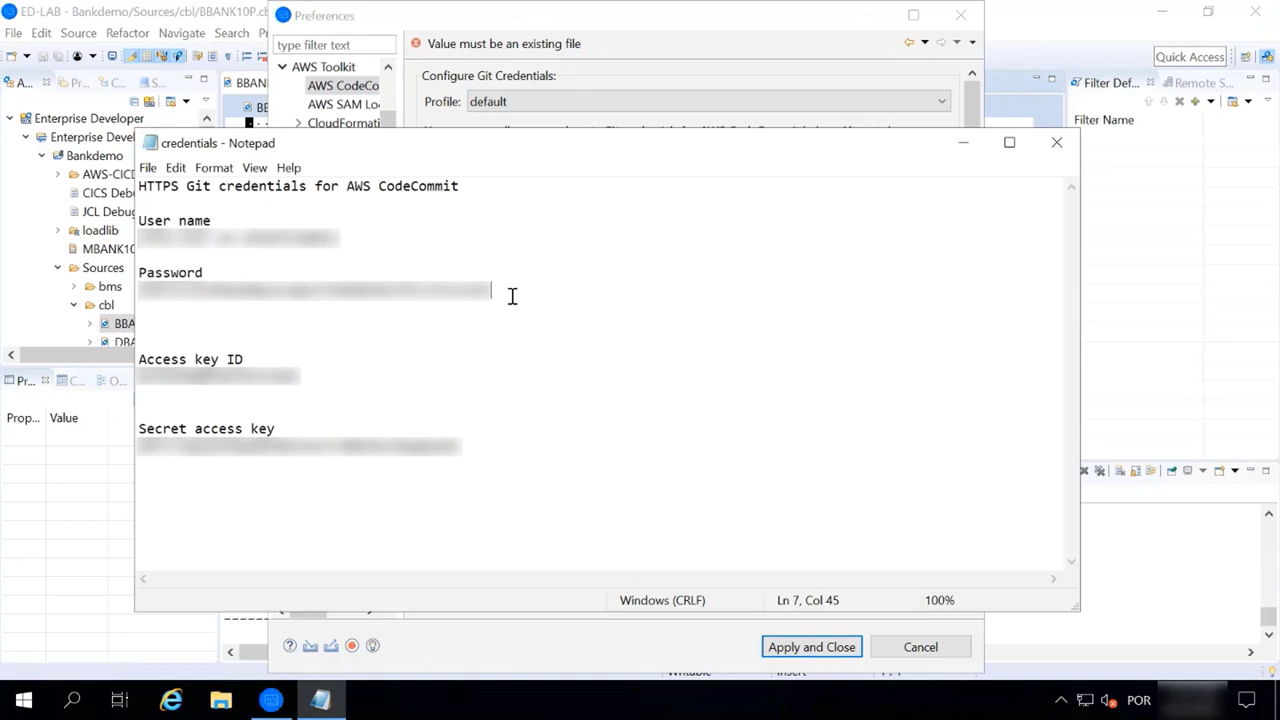 ED-LAB - Bankdemo/Sources/cbl/BBANK10P.cb
Preferences
File Edit Source Refactor Navigate Search
type filter text
Value must be an existing file
AWS Toolkit
AWS CodeCo
AWS SAM Lo
CloudFormati
Configure Git Credentials:
Profile: default
Quick Access
Filter Def...
Remote S...
Filter Name
A...
Pr...
C...
S...
BBAN
Enterprise Developer
Enterprise Devel
Bankdemo
AWS-CICD
CICS Debu
JCL Debug
loadlib
MBANK10
Sources
bms
cbl
BBA
DBA
Pr...
C...
O...
Prop... Value
credentials - Notepad
File Edit Format View Help
HTTPS Git credentials for AWS CodeCommit
User name
Password
Access key ID
Secret access key
Windows (CRLF)
Ln 7, Col 45
100%
Apply and Close
Cancel
POR